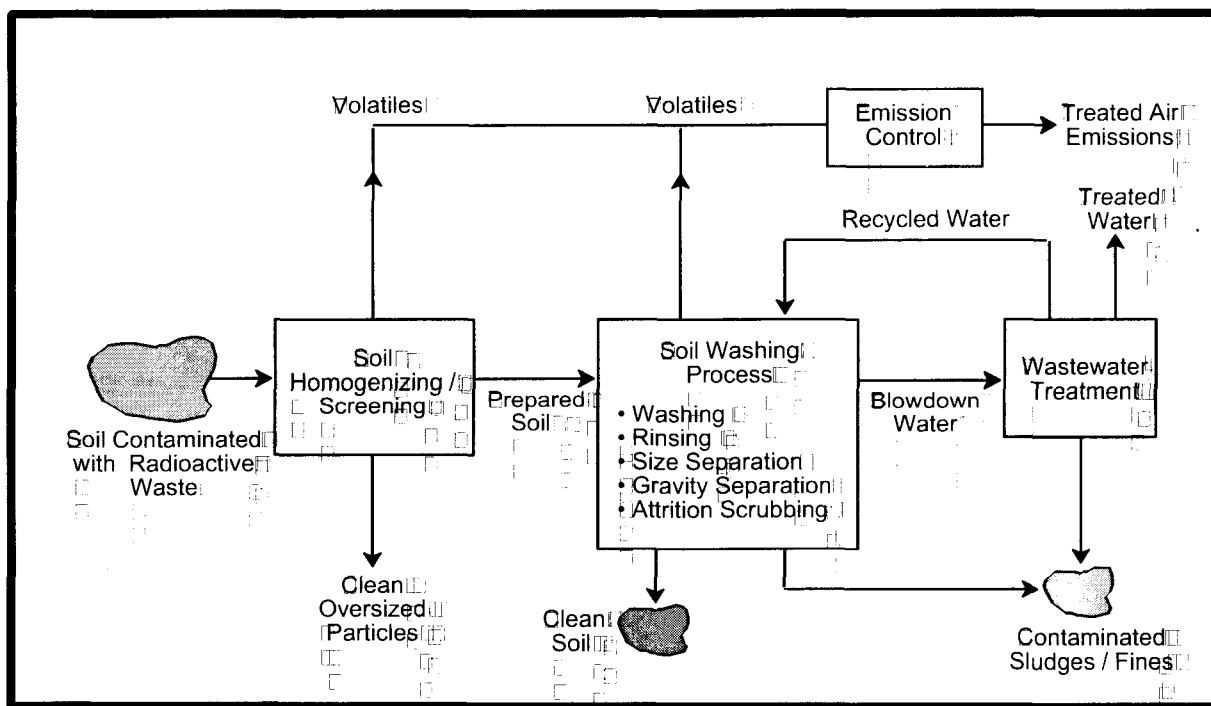 Volatiles
Volatiles
Emission
Control
Treated Air
Emissions
Treated
Water
Recycled Water
Soil
Homogenizing /
Screening
Prepared
Soil
Soil Washing
Process
• Washing
• Rinsing
• Size Separation
• Gravity Separation
• Attrition Scrubbing
Blowdown
Water
Wastewater
Treatment
Soil Contaminated
with Radioactive
Waste
Clean
Oversized
Particles
Clean
Soil
Contaminated
Sludges / Fines